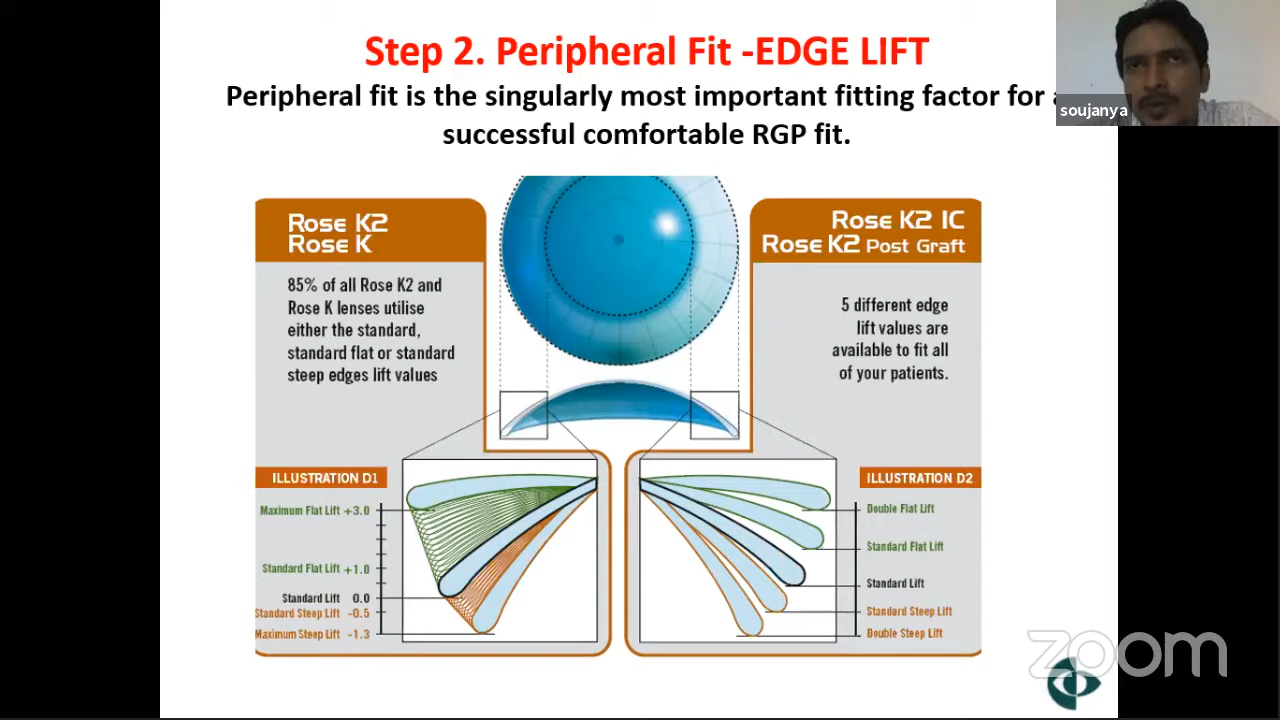 Step 2. Peripheral Fit -EDGE LIFT
Peripheral fit is the singularly most important fitting factor for a
successful comfortable RGP fit.
soujanya
Rose K2
Rose K
85% of all Rose K2 and
Rose K lenses utilise
either the standard,
standard flat or standard
steep edges lift values
Rose K2 IC
Rose K2 Post Graft
5 different edge
lift values are
available to fit all
of your patients.
ILLUSTRATION D1
Maximum Flat Lift +3.0
Standard Flat Lift +1.0
Standard Lift 0.0
Standard Steep Lift -0.5
Maximum Steep Lift -1.3
ILLUSTRATION D2
Double Flat Lift
Standard Flat Lift
Standard Lift
Standard Steep Lift
Double Steep Lift
zoom